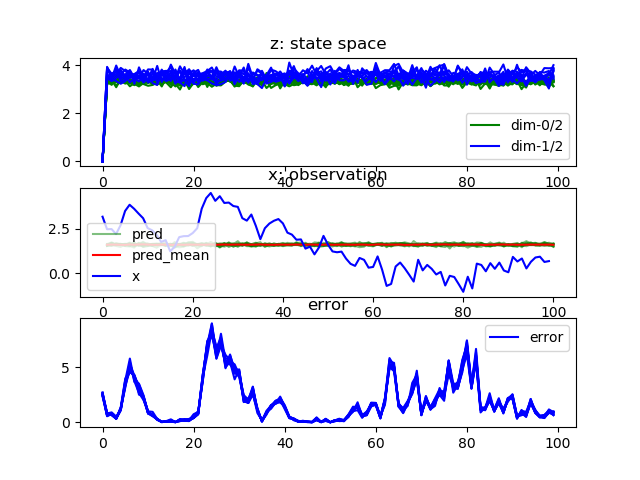 z: state space
4
2
0
dim-0/2
dim-1/2
0 20 40 60 80 100
x: observation
2.5
0.0
pred
pred_mean
x
0 20 40 60 80 100
error
5
0
error
0 20 40 60 80 100